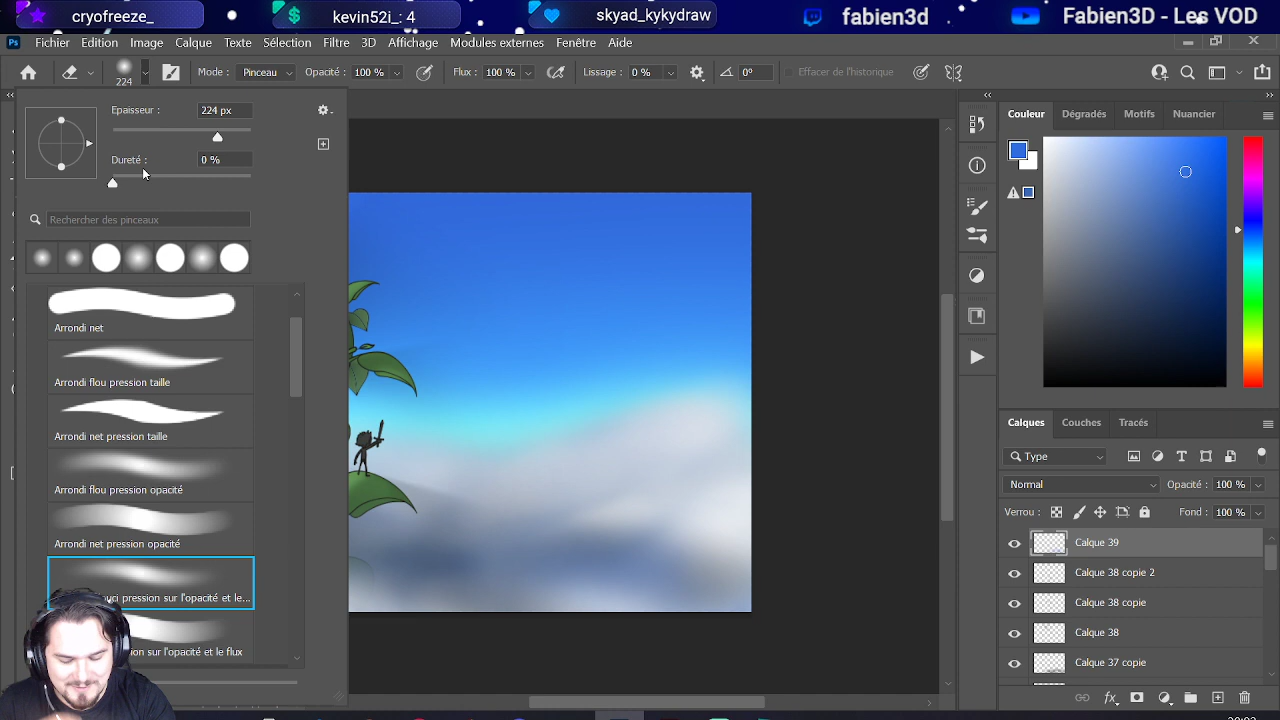 cryofreeze_
kevin52i_: 4
skyad_kykydraw
fabien3d
Fabien3D - Les VOD
Ps
Fichier Edition Image Calque Texte Sélection Filtre 3D Affichage Modules externes Fenêtre Aide
224
Mode : Pinceau
Opacité : 100 %
Flux : 100 %
Lissage : 0 %
0°
Effacer de l'historique
Epaisseur : 224 px
Dureté : 0 %
Rechercher des pinceaux
Arrondi net
Arrondi flou pression taille
Arrondi net pression taille
Arrondi flou pression opacité
Arrondi net pression opacité
pression sur l'opacité et le...
sur l'opacité et le flux
Couleur Dégradés Motifs Nuancier
Calques Couches Tracés
Type
Normal Opacité : 100 %
Verrou : Fond : 100 %
Calque 39
Calque 38 copie 2
Calque 38 copie
Calque 38
Calque 37 copie
fx